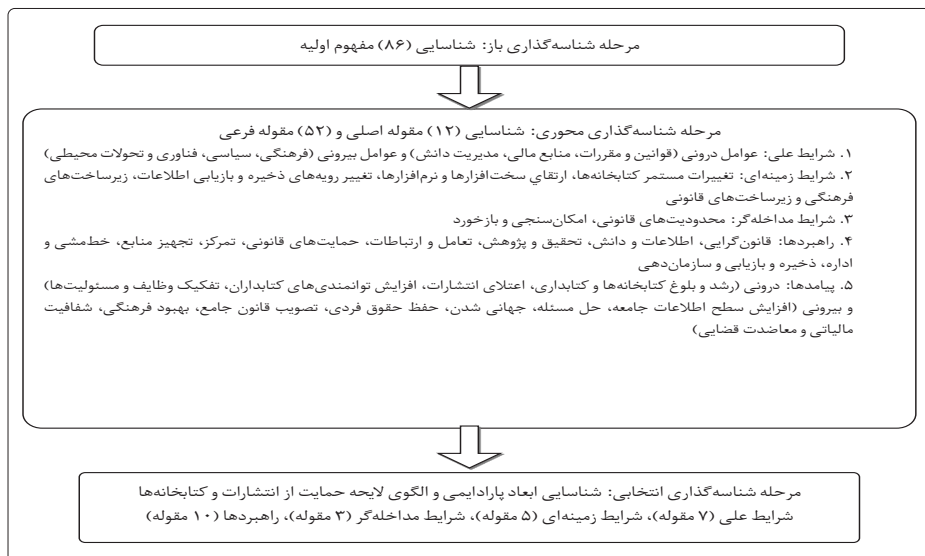 مرحله شناسه‌گذاری باز: شناسایی (۸۶) مفهوم اولیه
مرحله شناسه‌گذاری محوری: شناسایی (۱۲) مقوله اصلی و (۵۲) مقوله فرعی
۱. شرایط علی: عوامل درونی (قوانین و مقررات، منابع مالی، مدیریت دانش) و عوامل بیرونی (فرهنگی، سیاسی، فناوری و تحولات محیطی)
۲. شرایط زمینه‌ای: تغییرات مستمر کتابخانه‌ها، ارتقاي سخت‌افزارها و نرم‌افزارها، تغییر رویه‌های ذخیره و بازیابی اطلاعات، زیرساخت‌های
فرهنگی و زیرساخت‌های قانونی
۳. شرایط مداخله‌گر: محدودیت‌های قانونی، امکان‌سنجی و بازخورد
۴. راهبردها: قانون‌گرایی، اطلاعات و دانش، تحقیق و پژوهش، تعامل و ارتباطات، حمایت‌های قانونی، تمرکز، تجهیز منابع، خط‌مشی و
اداره، ذخیره و بازیابی و سازمان‌دهی
۵. پیامدها: درونی (رشد و بلوغ کتابخانه‌ها و کتابداری، اعتلای انتشارات، افزایش توانمندی‌های کتابداران، تفکیک وظایف و مسئولیت‌ها)
و بیرونی (افزایش سطح اطلاعات جامعه، حل مسئله، جهانی شدن، حفظ حقوق فردی، تصویب قانون جامع، بهبود فرهنگی، شفافیت
مالیاتی و معاضدت قضایی)
مرحله شناسه‌گذاری انتخابی: شناسایی ابعاد پارادایمی و الگوی لایحه حمایت از انتشارات و کتابخانه‌ها
شرایط علی (۷ مقوله)، شرایط زمینه‌ای (۵ مقوله)، شرایط مداخله‌گر (۳ مقوله)، راهبردها (۱۰ مقوله)